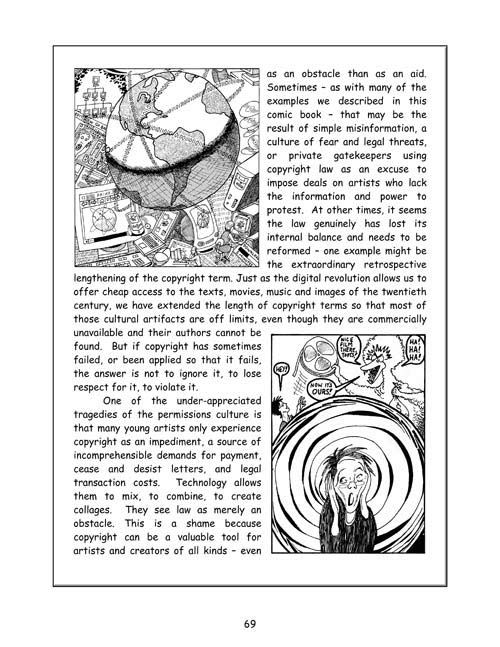 as an obstacle than as an aid.
Sometimes – as with many of the
examples we described in this
comic book – that may be the
result of simple misinformation, a
culture of fear and legal threats,
or private gatekeepers using
copyright law as an excuse to
impose deals on artists who lack
the information and power to
protest. At other times, it seems
the law genuinely has lost its
internal balance and needs to be
reformed – one example might be
the extraordinary retrospective
lengthening of the copyright term. Just as the digital revolution allows us to
offer cheap access to the texts, movies, music and images of the twentieth
century, we have extended the length of copyright terms so that most of
those cultural artifacts are off limits, even though they are commercially
unavailable and their authors cannot be
found. But if copyright has sometimes
failed, or been applied so that it fails,
the answer is not to ignore it, to lose
respect for it, to violate it.
One of the under-appreciated
tragedies of the permissions culture is
that many young artists only experience
copyright as an impediment, a source of
incomprehensible demands for payment,
cease and desist letters, and legal
transaction costs. Technology allows
them to mix, to combine, to create
collages. They see law as merely an
obstacle. This is a shame because
copyright can be a valuable tool for
artists and creators of all kinds – even
HEY!
NICE
FILM
THERE,
TIMMY!
NOW IT'S
OURS!
HA!
HA!
HA!
69